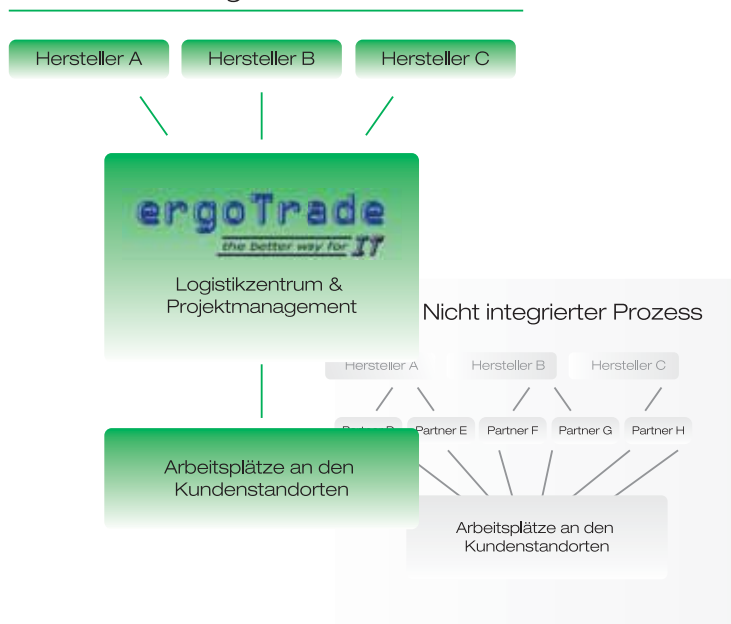 Hersteller A
Hersteller B
Hersteller C
ergoTrade
the better way for IT
Logistikzentrum &
Projektmanagement
Arbeitsplätze an den
Kundenstandorten
Nicht integrierter Prozess
Hersteller A
Hersteller B
Hersteller C
Partner
Partner E
Partner F
Partner G
Partner H
Arbeitsplätze an den
Kundenstandorten